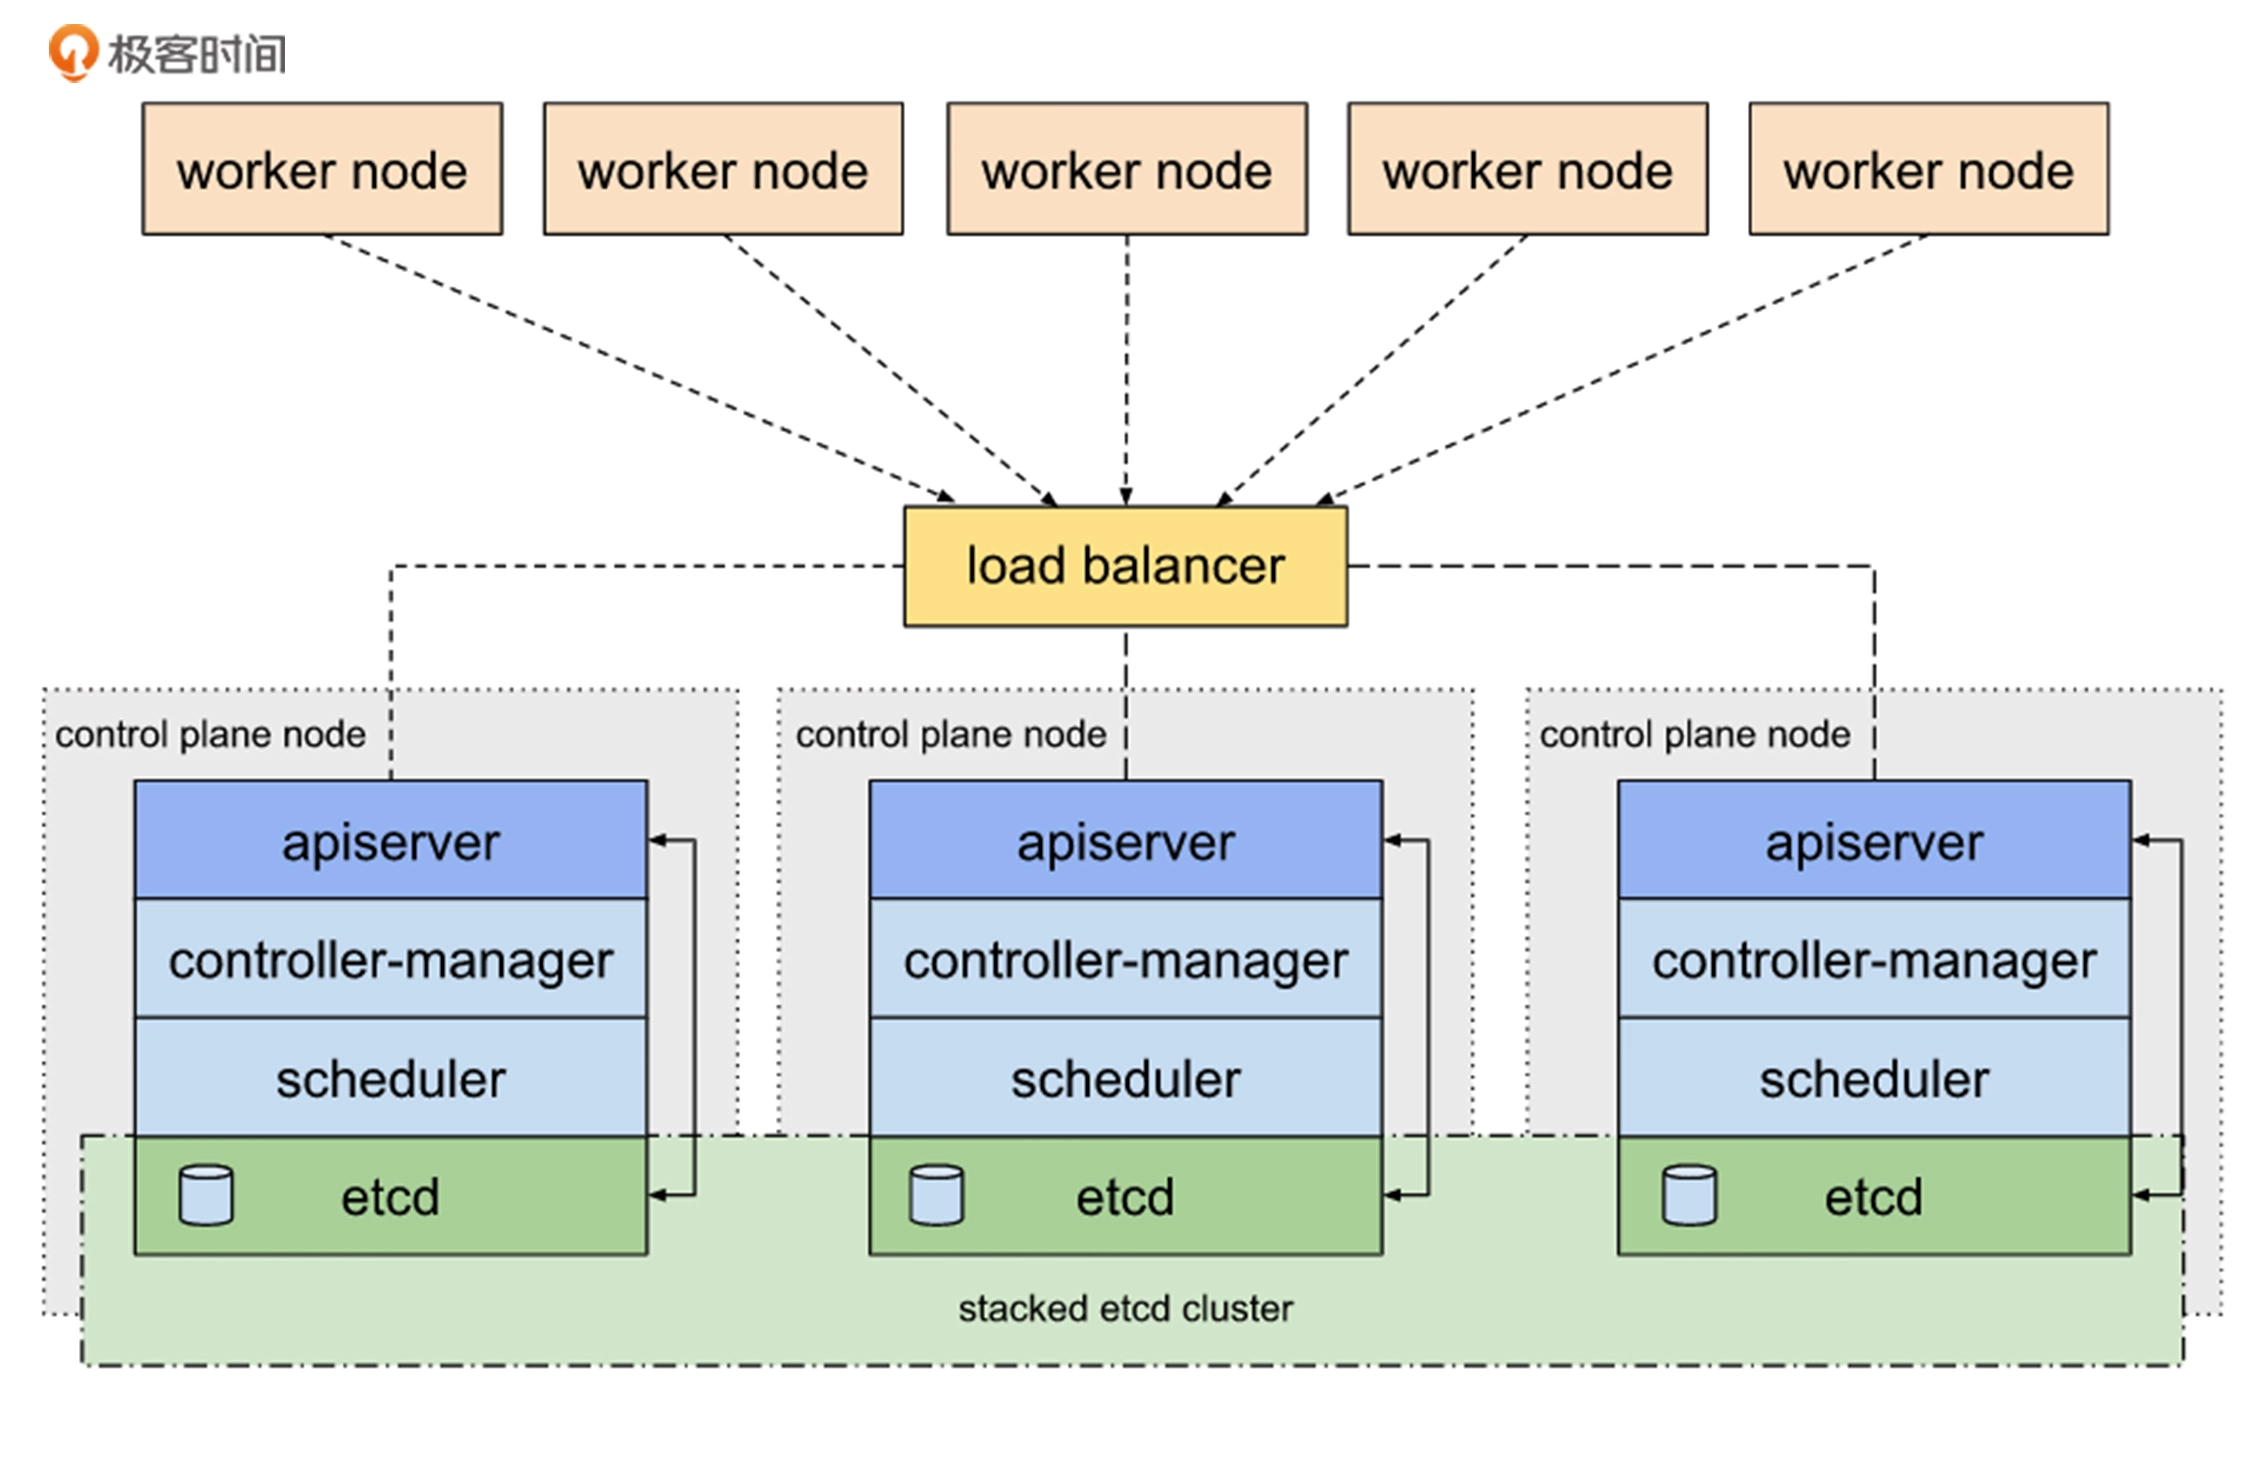 极客时间
worker node
worker node
worker node
worker node
worker node
load balancer
control plane node
control plane node
control plane node
apiserver
apiserver
apiserver
controller-manager
controller-manager
controller-manager
scheduler
scheduler
scheduler
etcd
etcd
etcd
stacked etcd cluster